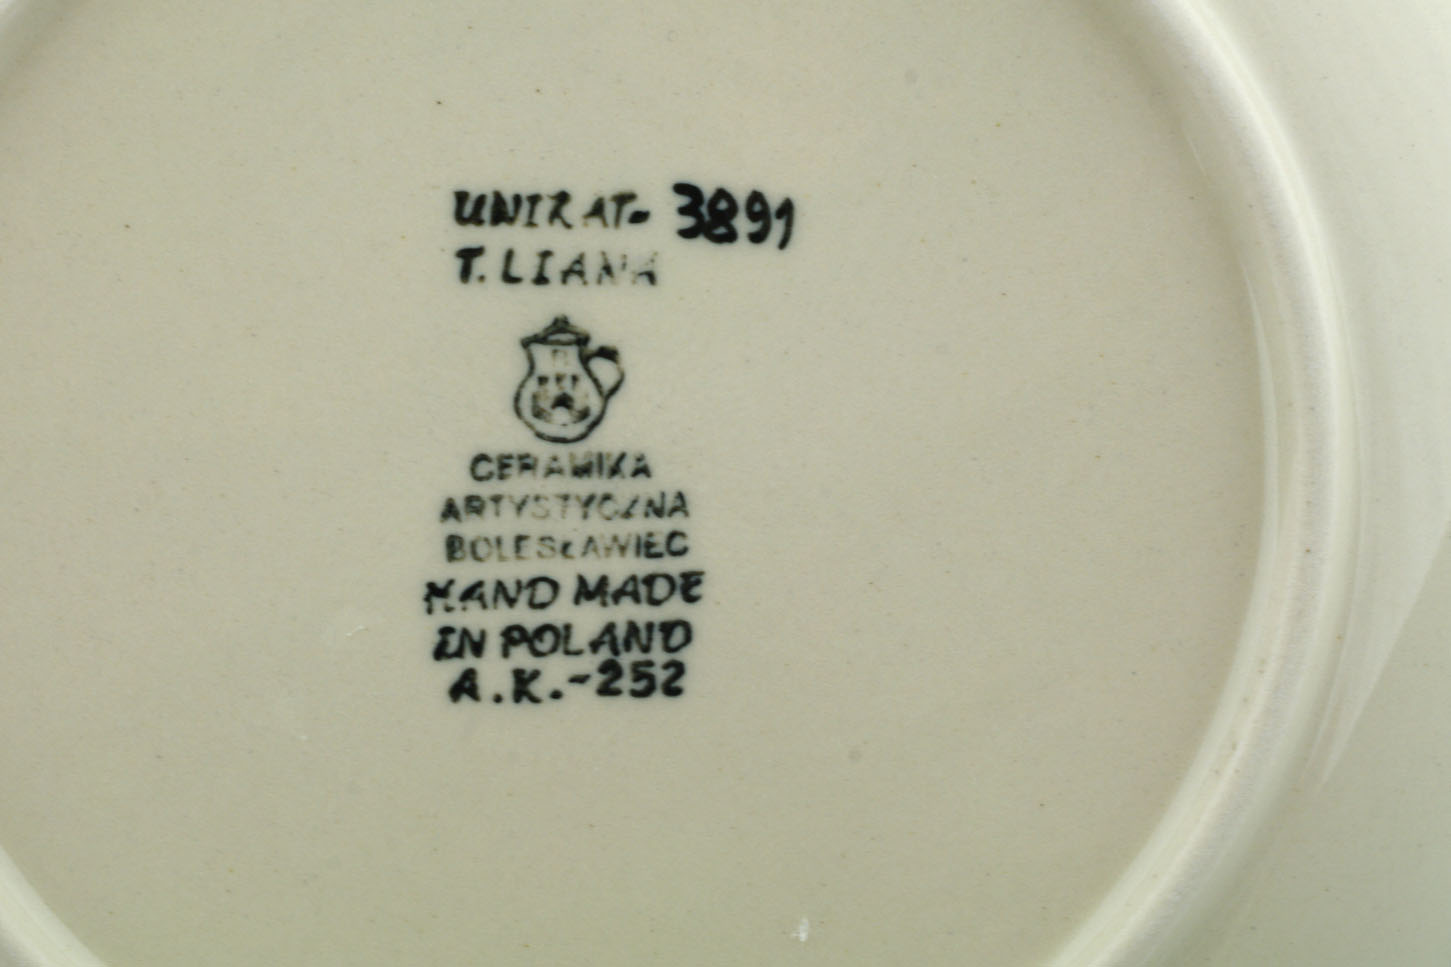 UNIKAT- 3891
T. LIANA
CERAMIKA
ARTYSTYCZNA
BOLESŁAWIEC
HAND MADE
IN POLAND
A.K.-252